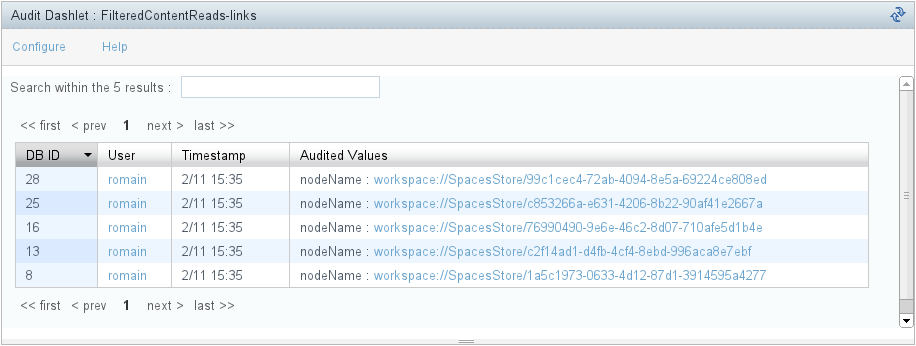 Audit Dashlet : FilteredContentReads-links
Configure Help
Search within the 5 results :
<< first < prev 1 next > last >>
DB ID User Timestamp Audited Values
28 romain 2/11 15:35 nodeName : workspace://SpacesStore/99c1cec4-72ab-4094-8e5a-69224ce808ed
25 romain 2/11 15:35 nodeName : workspace://SpacesStore/c853266a-e631-4206-8b22-90af41e2667a
16 romain 2/11 15:35 nodeName : workspace://SpacesStore/76990490-9e6e-46c2-8d07-710afe5d1b4e
13 romain 2/11 15:35 nodeName : workspace://SpacesStore/c2f14ad1-d4fb-4cf4-8ebd-996aca8e7ebf
8 romain 2/11 15:35 nodeName : workspace://SpacesStore/1a5c1973-0633-4d12-87d1-3914595a4277
<< first < prev 1 next > last >>